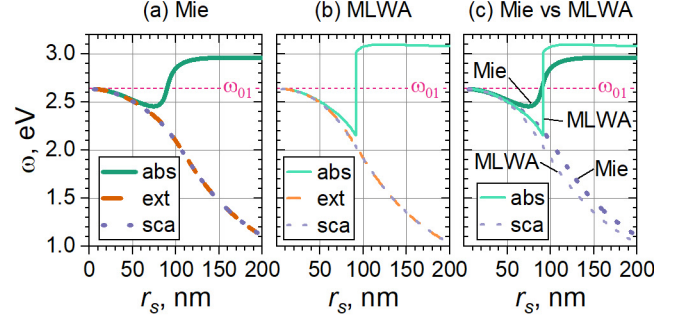 (a) Mie
(b) MLWA
(c) Mie vs MLWA
ω, eV
3.0
2.5
2.0
1.5
1.0
ω01
abs
ext
sca
0
50
100
150
200
rs, nm
ω01
abs
ext
sca
50
100
150
200
rs, nm
Mie
ω01
MLWA
MLWA
Mie
abs
sca
50
100
150
200
rs, nm